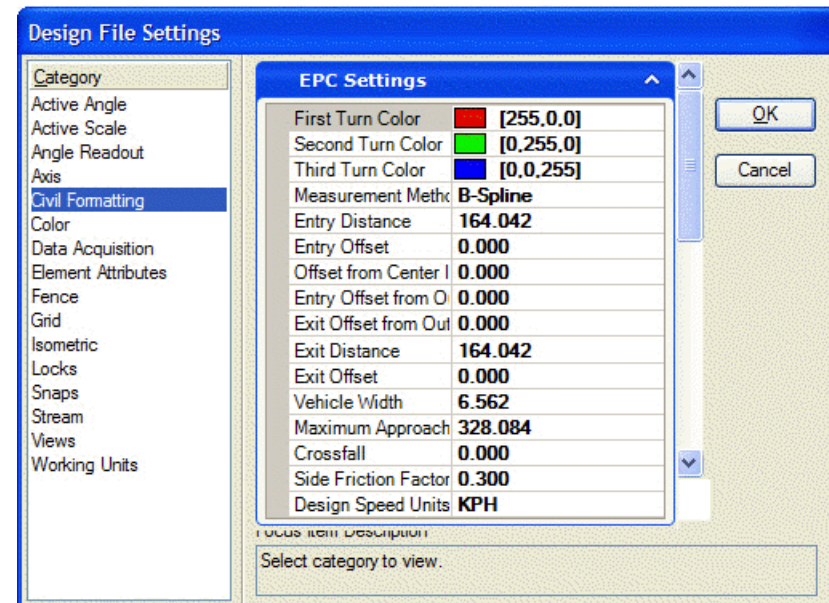 Design File Settings
Category
Active Angle
Active Scale
Angle Readout
Axis
Civil Formatting
Color
Data Acquisition
Element Attributes
Fence
Grid
Isometric
Locks
Snaps
Stream
Views
Working Units
EPC Settings
First Turn Color [255,0,0]
Second Turn Color [0,255,0]
Third Turn Color [0,0,255]
Measurement Metho B-Spline
Entry Distance 164.042
Entry Offset 0.000
Offset from Center l 0.000
Entry Offset from O 0.000
Exit Offset from Out 0.000
Exit Distance 164.042
Exit Offset 0.000
Vehicle Width 6.562
Maximum Approach 328.084
Crossfall 0.000
Side Friction Factor 0.300
Design Speed Units KPH
Focus Item Description
Select category to view.
OK
Cancel